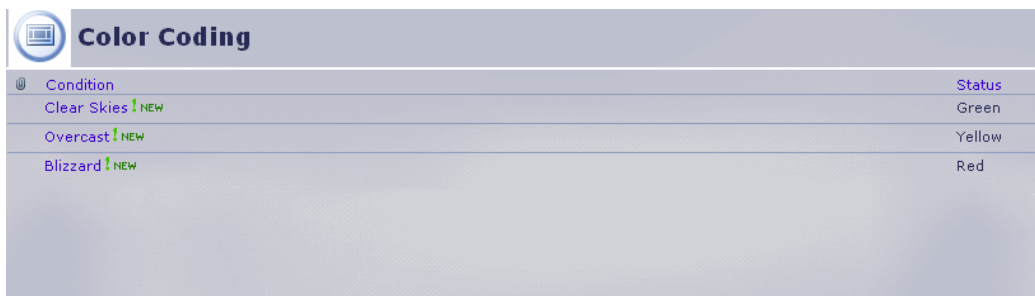 Color Coding
Condition Status
Clear Skies ! NEW Green
Overcast ! NEW Yellow
Blizzard ! NEW Red